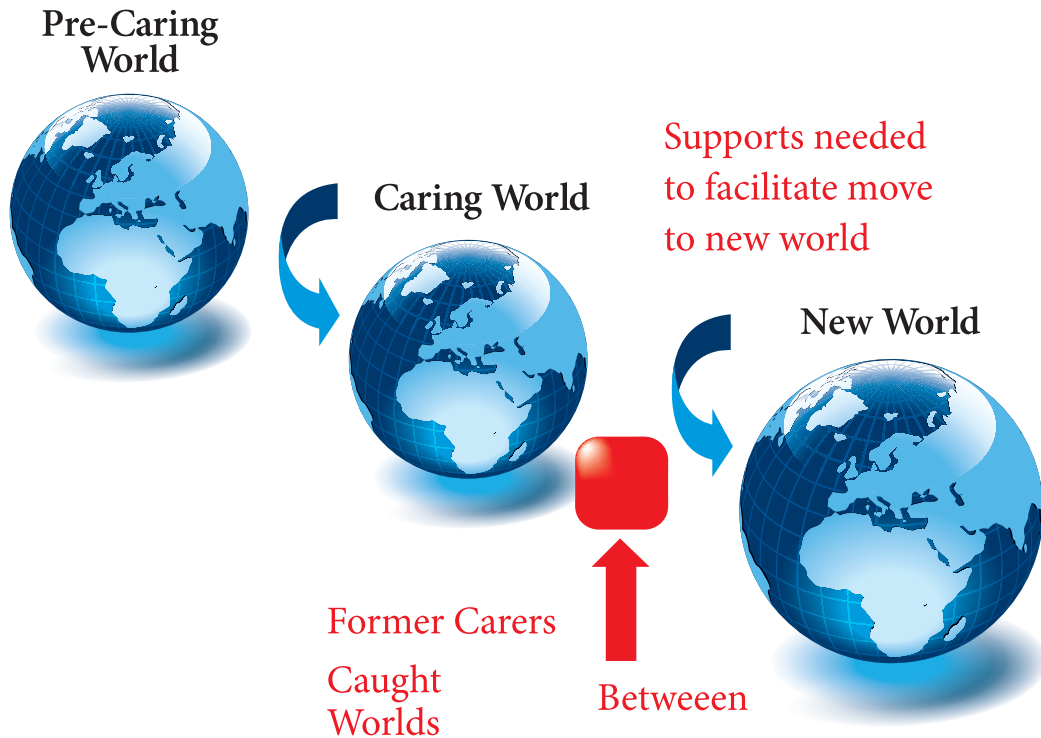 Pre-Caring
World
Caring World
Supports needed
to facilitate move
to new world
New World
Former Carers
Caught
Worlds
Betweeen